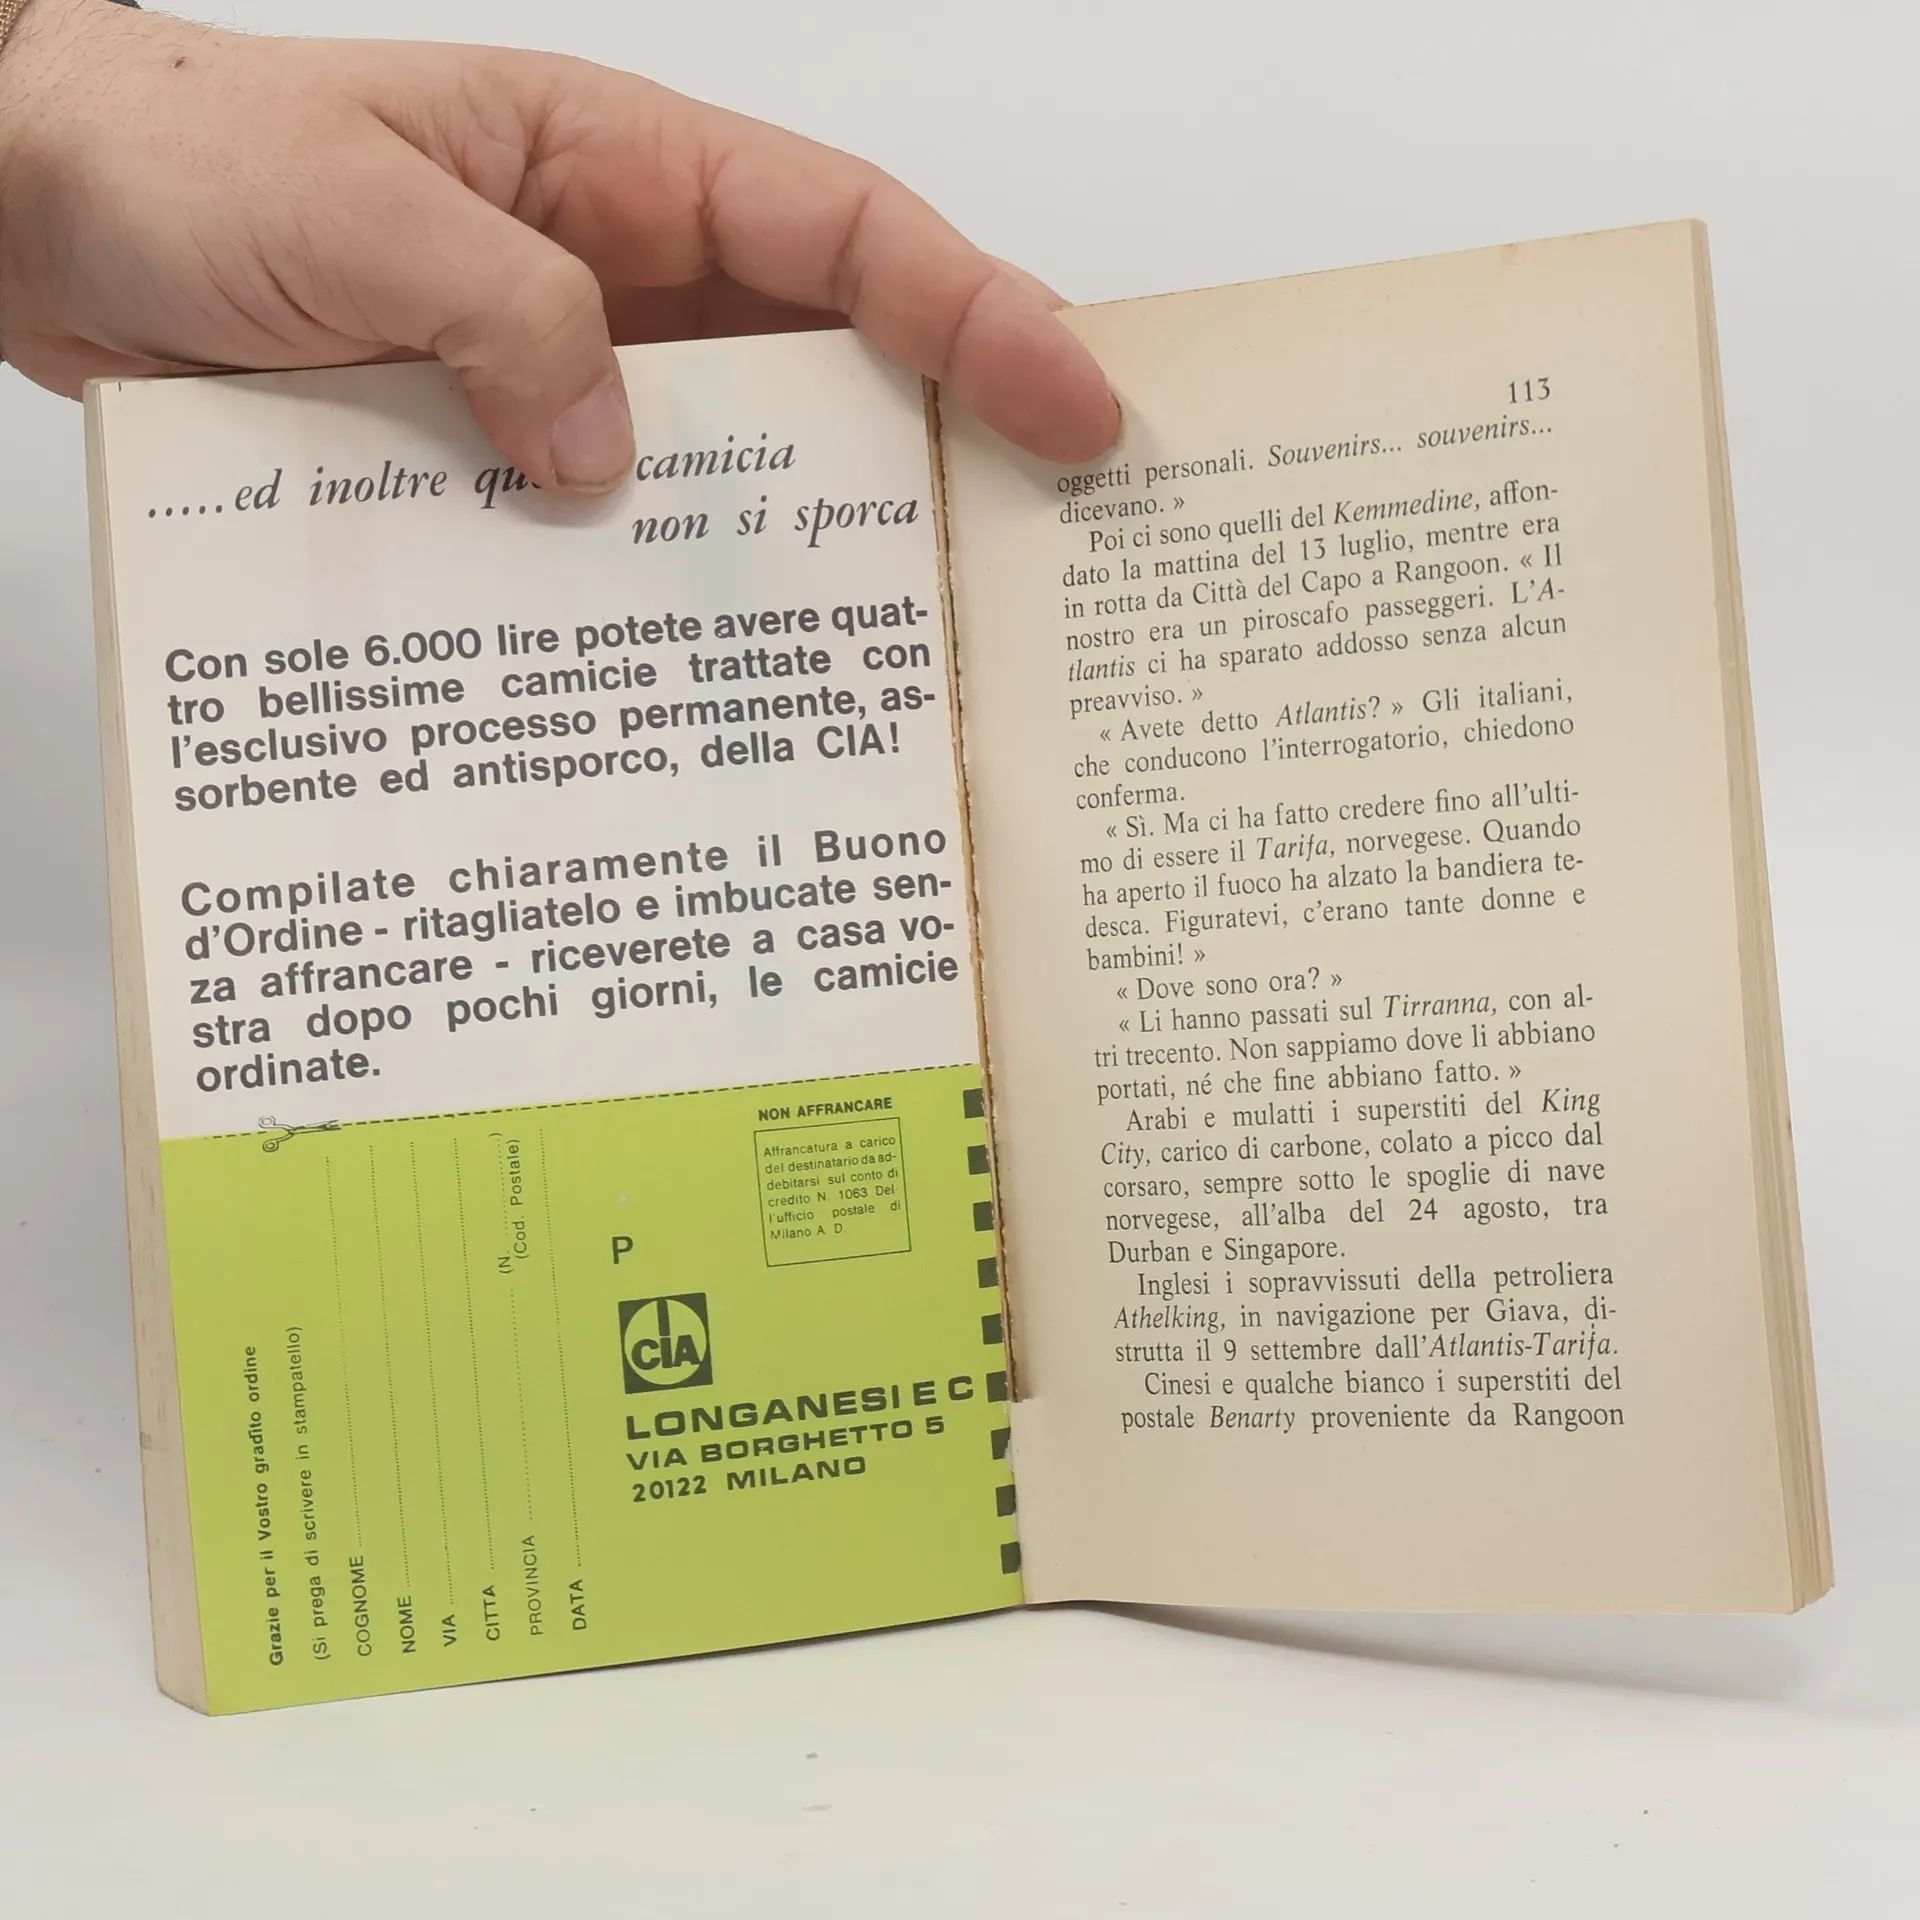 .....ed inoltre camicia
non si sporca
Con sole 6.000 lire potete avere quat-
tro bellissime camicie trattate con
l'esclusivo processo permanente, as-
sorbente ed antisporco, della CIA!
Compilate chiaramente il Buono
d'Ordine - ritagliatelo e imbucate sen-
za affrancare - riceverete a casa vo-
stra dopo pochi giorni, le camicie
ordinate.
Grazie per il Vostro gradito ordine
(Si prega di scrivere in stampatello)
COGNOME
NOME
VIA
CITTA
(N. ..........)
(Cod. Postale)
PROVINCIA
DATA
NON AFFRANCARE
Affrancatura a carico
del destinatario da ad-
debitarsi sul conto di
credito N. 1063 Del-
l'ufficio postale di
Milano A. D.
P
CIA
LONGANESI E C
VIA BORGHETTO 5
20122 MILANO
113
oggetti personali. Souvenirs... souvenirs...
dicevano. »
Poi ci sono quelli del Kemmedine, affon-
dato la mattina del 13 luglio, mentre era
in rotta da Città del Capo a Rangoon. « Il
nostro era un piroscafo passeggeri. L'A-
tlantis ci ha sparato addosso senza alcun
preavviso. »
« Avete detto Atlantis? » Gli italiani,
che conducono l'interrogatorio, chiedono
conferma.
« Sì. Ma ci ha fatto credere fino all'ulti-
mo di essere il Tarifa, norvegese. Quando
ha aperto il fuoco ha alzato la bandiera te-
desca. Figuratevi, c'erano tante donne e
bambini! »
« Dove sono ora? »
« Li hanno passati sul Tirranna, con al-
tri trecento. Non sappiamo dove li abbiano
portati, né che fine abbiano fatto. »
Arabi e mulatti i superstiti del King
City, carico di carbone, colato a picco dal
corsaro, sempre sotto le spoglie di nave
norvegese, all'alba del 24 agosto, tra
Durban e Singapore.
Inglesi i sopravvissuti della petroliera
Athelking, in navigazione per Giava, di-
strutta il 9 settembre dall'Atlantis-Tarifa.
Cinesi e qualche bianco i superstiti del
postale Benarty proveniente da Rangoon